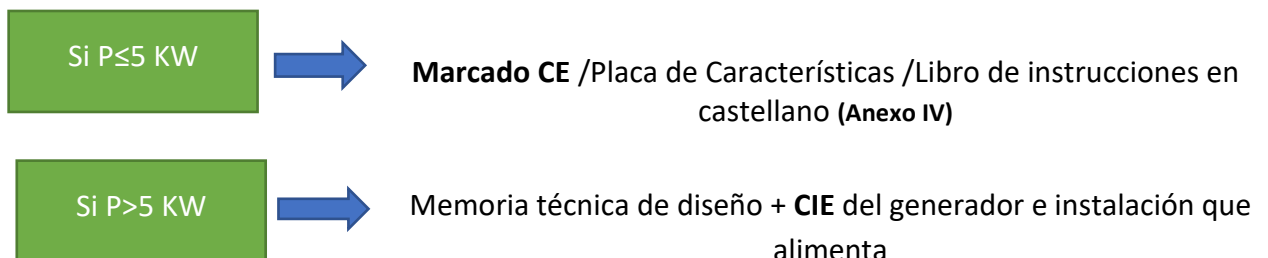 Si P≤5 KW
Marcado CE /Placa de Características /Libro de instrucciones en
castellano (Anexo IV)
Si P>5 KW
Memoria técnica de diseño + CIE del generador e instalación que
alimenta